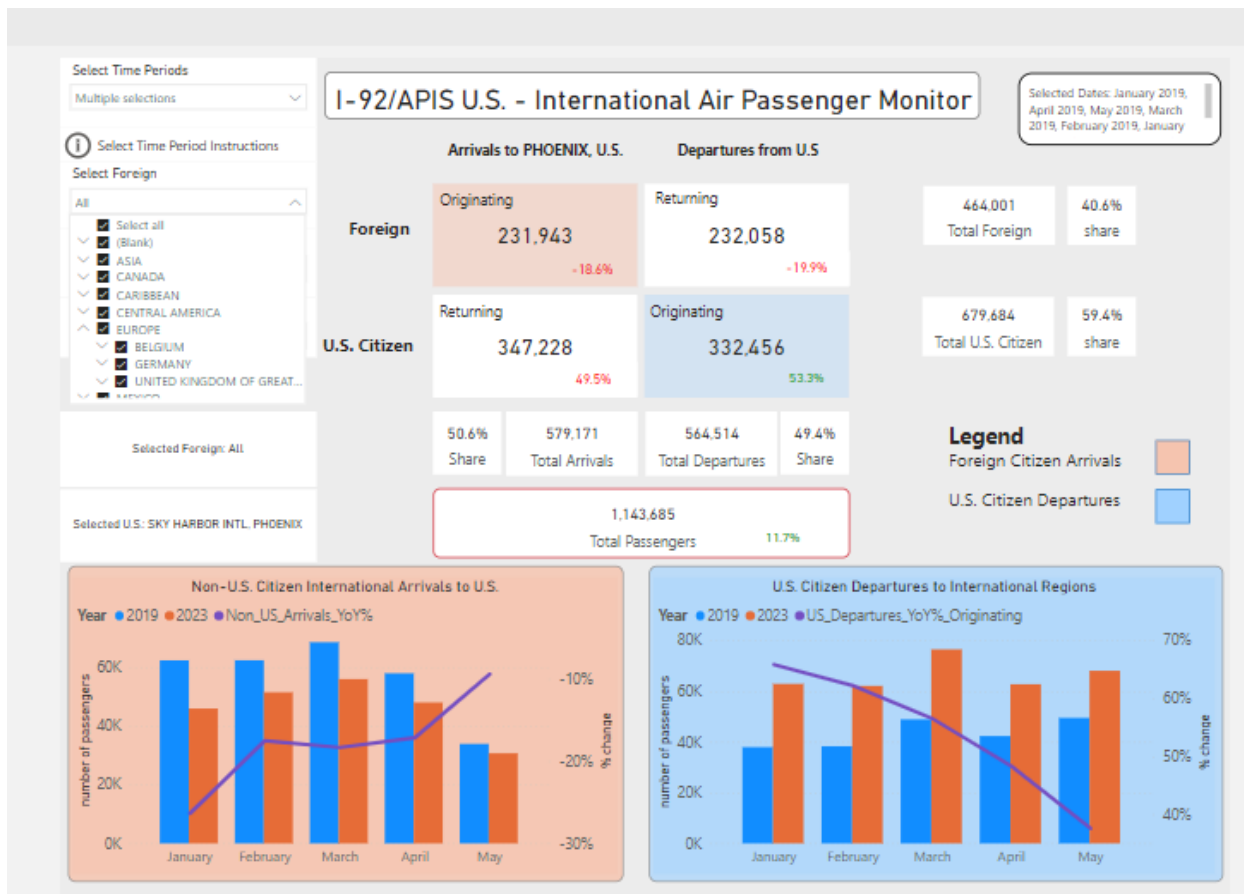 Select Time Periods
Multiple selections
Select Time Period Instructions
Select Foreign
All
Select all
(Blank)
ASIA
CANADA
CARIBBEAN
CENTRAL AMERICA
EUROPE
BELGIUM
GERMANY
UNITED KINGDOM OF GREAT...
MEXICO
Selected Foreign: All
Selected U.S.: SKY HARBOR INTL, PHOENIX
I-92/APIS U.S. - International Air Passenger Monitor
Selected Dates: January 2019,
April 2019, May 2019, March
2019, February 2019, January
Arrivals to PHOENIX, U.S.
Departures from U.S
Foreign
Originating
231,943
-18.6%
Returning
232,058
-19.9%
464,001
Total Foreign
40.6%
share
U.S. Citizen
Returning
347,228
49.5%
Originating
332,456
53.3%
679,684
Total U.S. Citizen
59.4%
share
50.6%
Share
579,171
Total Arrivals
564,514
Total Departures
49.4%
Share
1,143,685
Total Passengers
11.7%
Legend
Foreign Citizen Arrivals
U.S. Citizen Departures
Non-U.S. Citizen International Arrivals to U.S.
Year 2019 2023 Non_US_Arrivals_YoY%
number of passengers
60K
40K
20K
0K
-10%
-20%
-30%
% change
January February March April May
U.S. Citizen Departures to International Regions
Year 2019 2023 US_Departures_YoY%_Originating
number of passengers
80K
60K
40K
20K
0K
70%
60%
50%
40%
% change
January February March April May